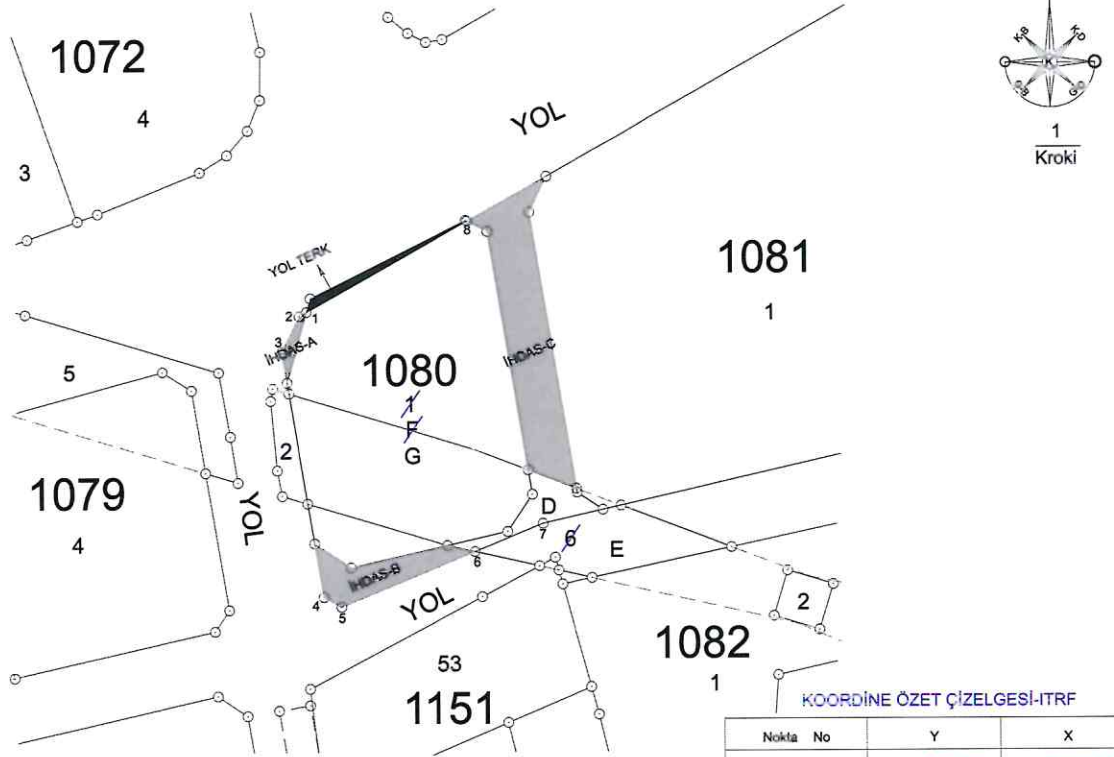 1072
4
3
YOL
K-B
K-D
K
1
Kroki
YOL TERK
8
1081
1
2
1
3
İHDAS-A
İHDAS-C
1080
1
F
G
5
2
1079
4
YOL
D
7
6
E
İHDAS-B
6
4
5
YOL
2
1082
1
53
1151
KOORDİNE ÖZET ÇİZELGESİ-ITRF
Nokta No
Y
X